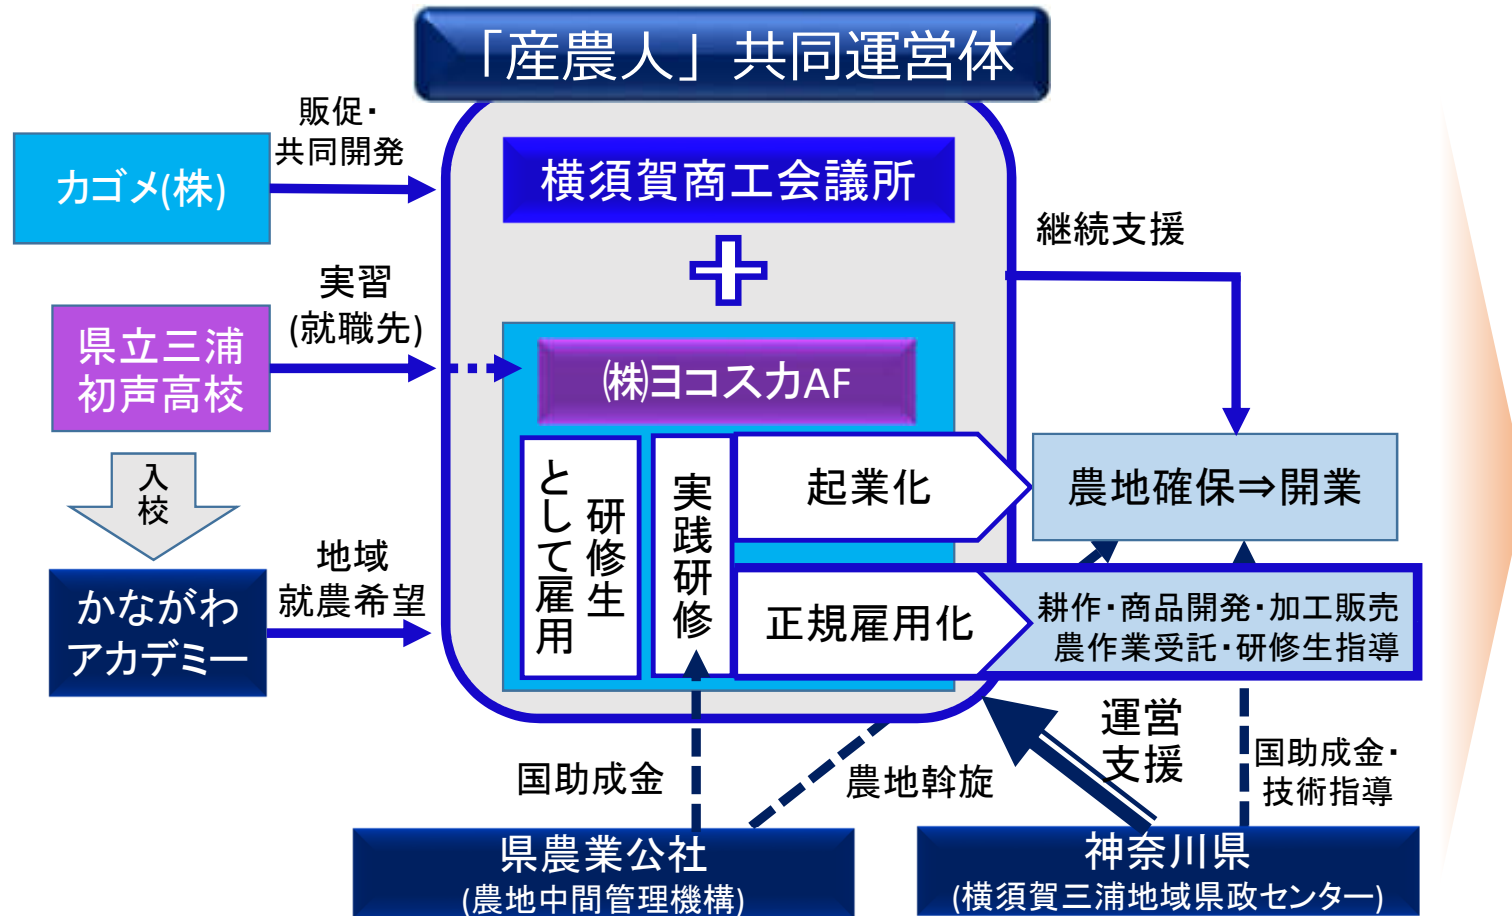 「産農人」共同運営体
販促・
共同開発
カゴメ(株)
横須賀商工会議所
継続支援
実習
(就職先)
県立三浦
初声高校
㈱ヨコスカAF
入校
研修生
として雇用
実践研修
起業化
農地確保⇒開業
かながわ
アカデミー
地域
就農希望
正規雇用化
耕作・商品開発・加工販売
農作業受託・研修生指導
国助成金
農地斡旋
運営
支援
国助成金・
技術指導
県農業公社
(農地中間管理機構)
神奈川県
(横須賀三浦地域県政センター)